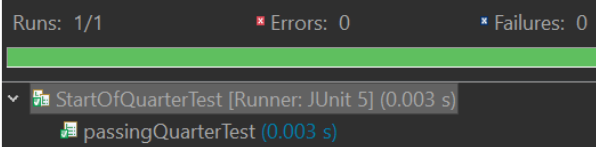 Runs: 1/1 Errors: 0 Failures: 0
StartOfQuarterTest [Runner: JUnit 5] (0.003 s)
passingQuarterTest (0.003 s)